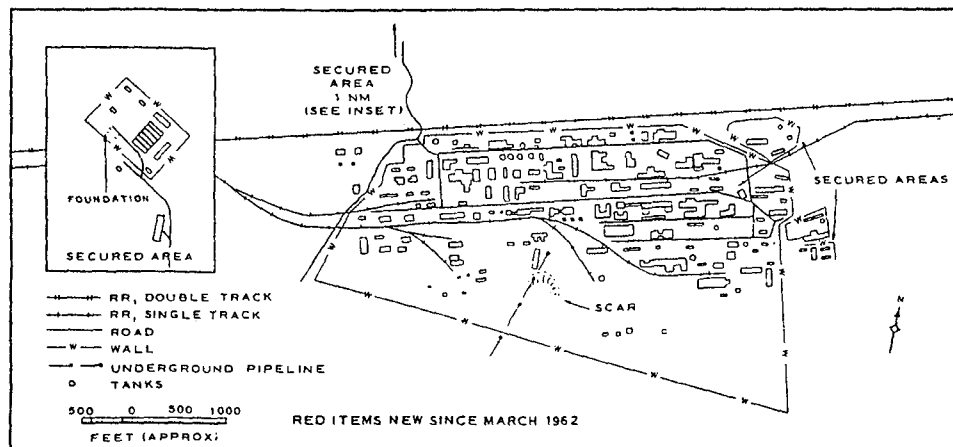 SECURED
AREA
1 NM
(SEE INSET)
FOUNDATION
SECURED AREA
SECURED AREAS
SCAR
N
RR, DOUBLE TRACK
RR, SINGLE TRACK
ROAD
W WALL W
UNDERGROUND PIPELINE
TANKS
500 0 500 1000
FEET (APPROX)
RED ITEMS NEW SINCE MARCH 1962